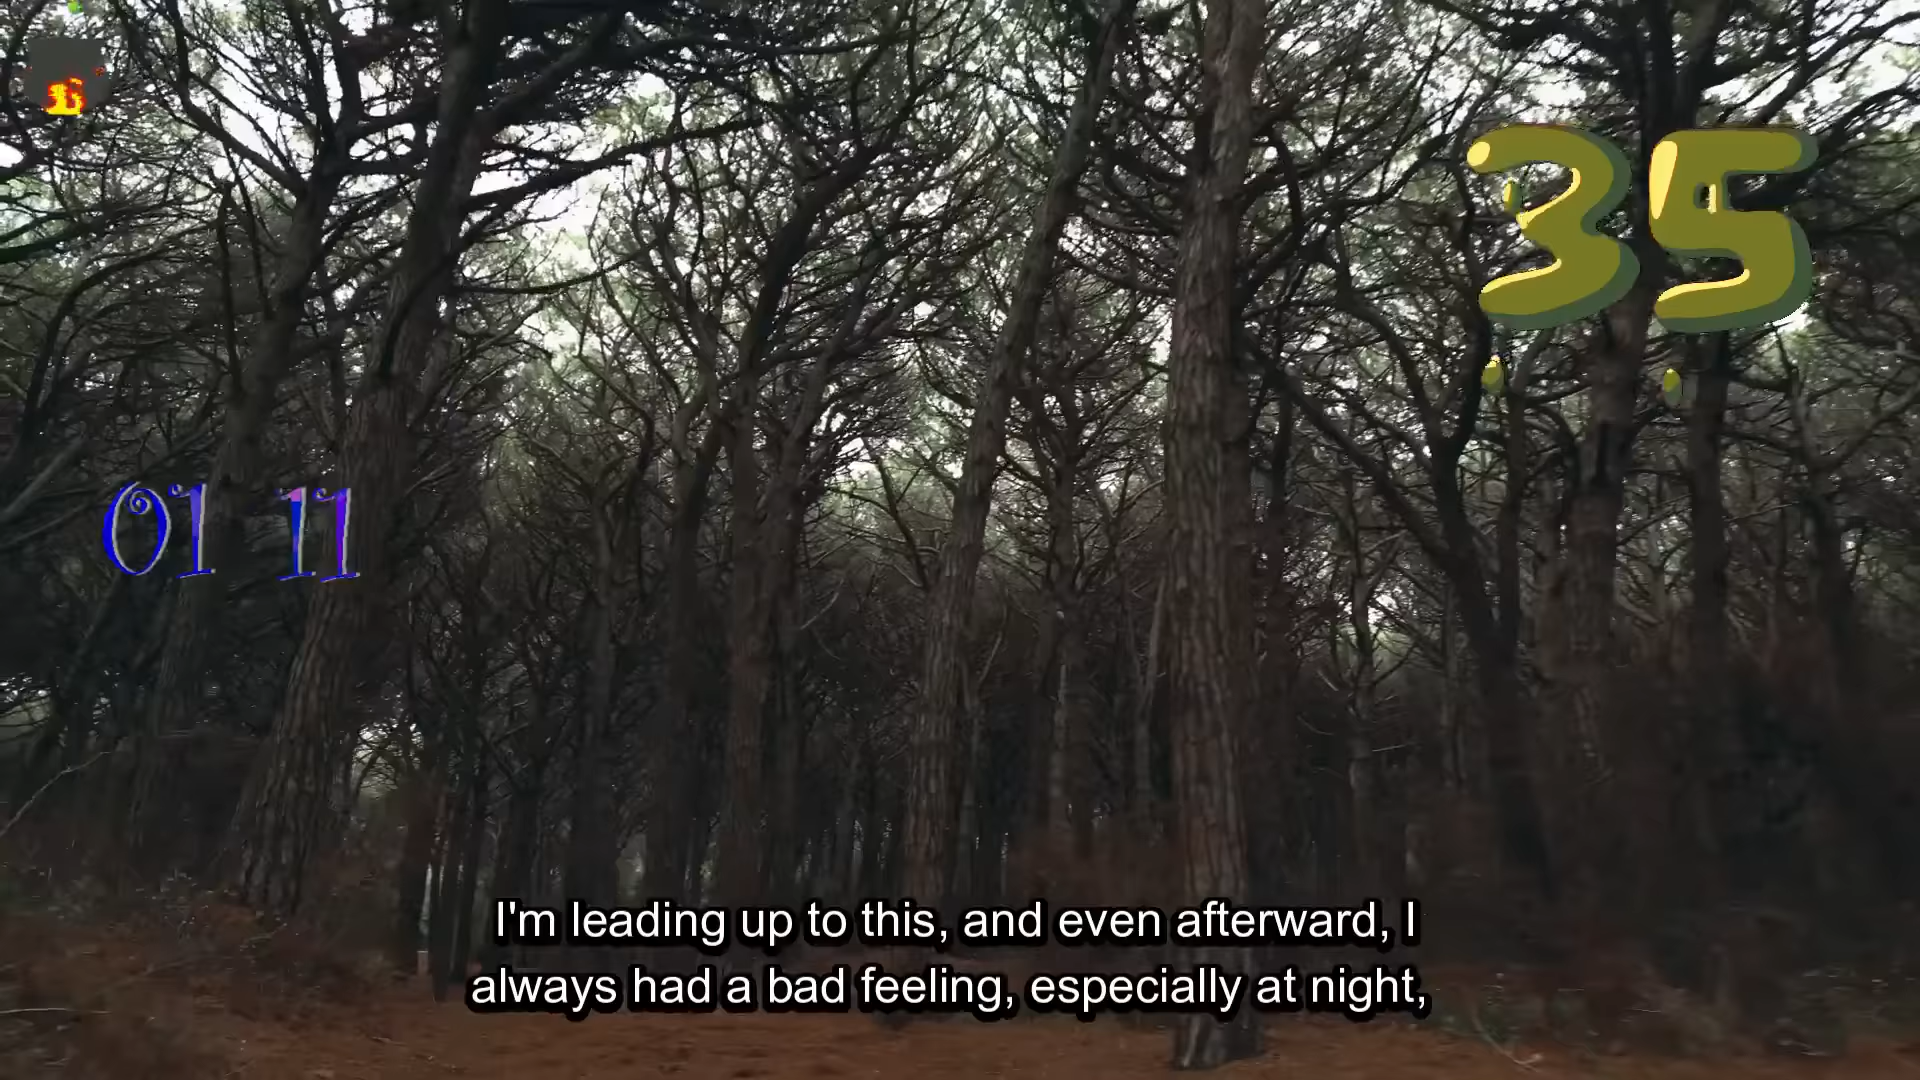 35
01 11
I'm leading up to this, and even afterward, I
always had a bad feeling, especially at night,